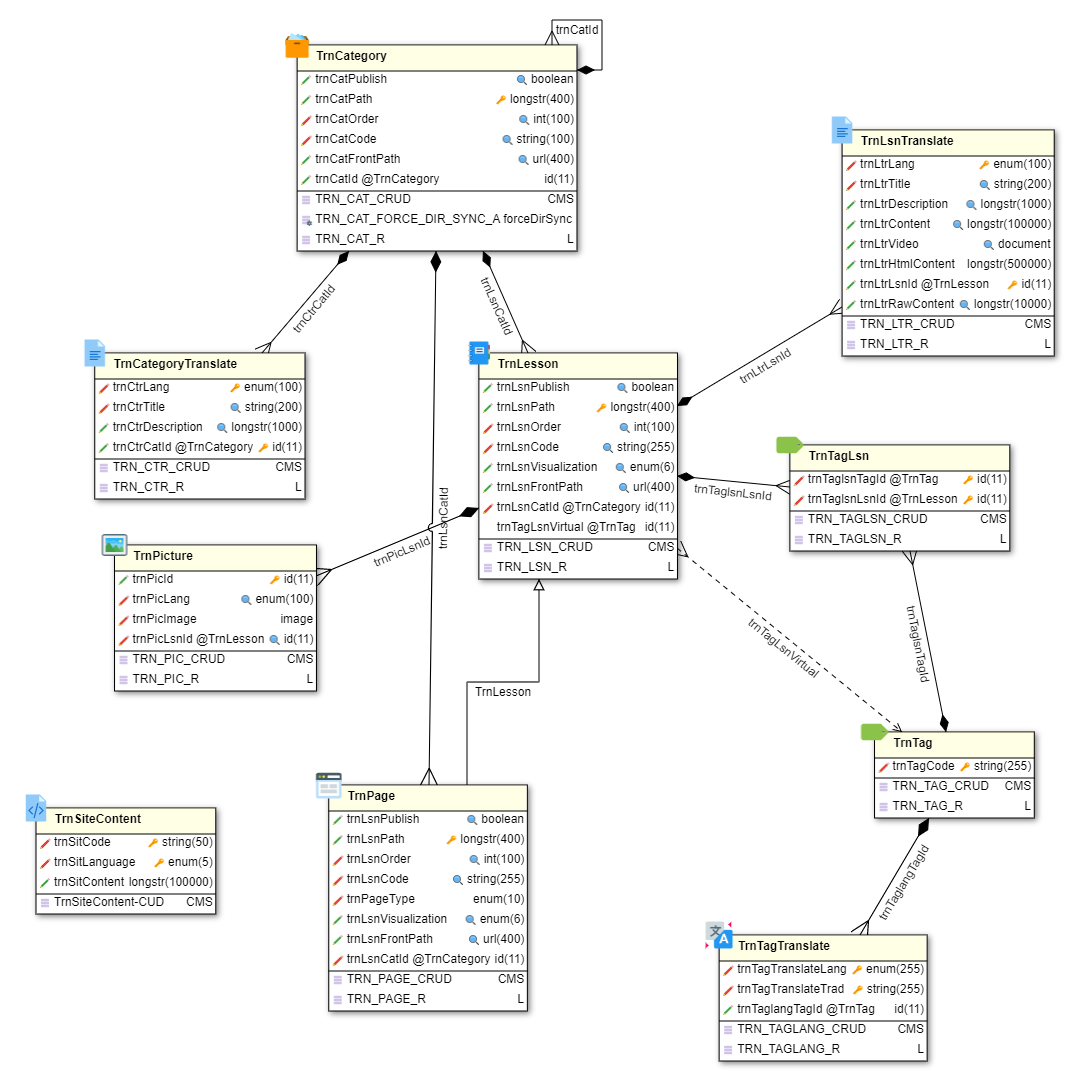 trnCatId
TrnCategory
trnCatPublish boolean
trnCatPath longstr(400)
trnCatOrder int(100)
trnCatCode string(100)
trnCatFrontPath url(400)
trnCatId @TrnCategory id(11)
TRN_CAT_CRUD CMS
TRN_CAT_FORCE_DIR_SYNC_A forceDirSync
TRN_CAT_R L
TrnLsnTranslate
trnLtrLang enum(100)
trnLtrTitle string(200)
trnLtrDescription longstr(1000)
trnLtrContent longstr(100000)
trnLtrVideo document
trnLtrHtmlContent longstr(500000)
trnLtrLsnId @TrnLesson id(11)
trnLtrRawContent longstr(10000)
TRN_LTR_CRUD CMS
TRN_LTR_R L
trnCtrCatId
trnLsnCatId
trnLtrLsnId
TrnCategoryTranslate
trnCtrLang enum(100)
trnCtrTitle string(200)
trnCtrDescription longstr(1000)
trnCtrCatId @TrnCategory id(11)
TRN_CTR_CRUD CMS
TRN_CTR_R L
TrnLesson
trnLsnPublish boolean
trnLsnPath longstr(400)
trnLsnOrder int(100)
trnLsnCode string(255)
trnLsnVisualization enum(6)
trnLsnFrontPath url(400)
trnLsnCatId @TrnCategory id(11)
trnTagLsnVirtual @TrnTag id(11)
TRN_LSN_CRUD CMS
TRN_LSN_R L
trnTaglsnLsnId
TrnTagLsn
trnTaglsnTagId @TrnTag id(11)
trnTaglsnLsnId @TrnLesson id(11)
TRN_TAGLSN_CRUD CMS
TRN_TAGLSN_R L
trnLsnCatId
trnPicLsnId
TrnPicture
trnPicId id(11)
trnPicLang enum(100)
trnPicImage image
trnPicLsnId @TrnLesson id(11)
TRN_PIC_CRUD CMS
TRN_PIC_R L
trnTagLsnVirtual
trnTaglsnTagId
TrnLesson
TrnTag
trnTagCode string(255)
TRN_TAG_CRUD CMS
TRN_TAG_R L
TrnSiteContent
trnSitCode string(50)
trnSitLanguage enum(5)
trnSitContent longstr(100000)
TrnSiteContent-CUD CMS
TrnPage
trnLsnPublish boolean
trnLsnPath longstr(400)
trnLsnOrder int(100)
trnLsnCode string(255)
trnPageType enum(10)
trnLsnVisualization enum(6)
trnLsnFrontPath url(400)
trnLsnCatId @TrnCategory id(11)
TRN_PAGE_CRUD CMS
TRN_PAGE_R L
trnTaglangTagId
文
A
TrnTagTranslate
trnTagTranslateLang enum(255)
trnTagTranslateTrad string(255)
trnTaglangTagId @TrnTag id(11)
TRN_TAGLANG_CRUD CMS
TRN_TAGLANG_R L